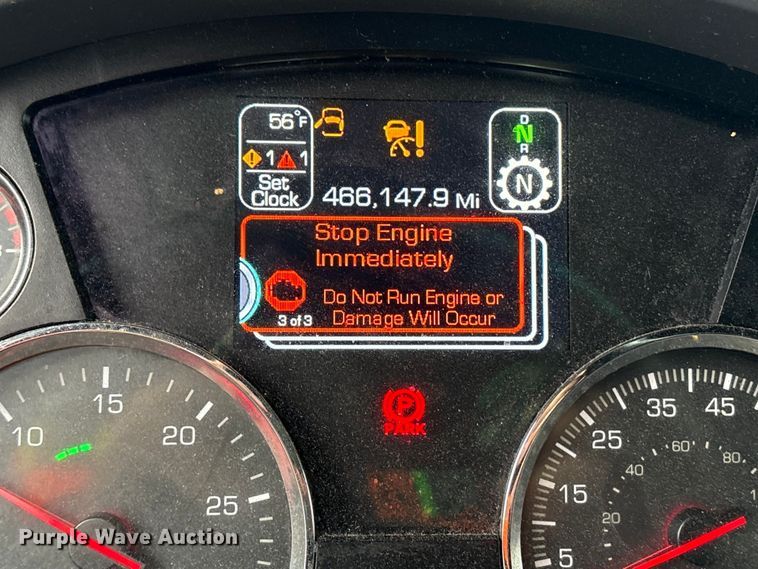 56°F
1 1
Set
Clock
466,147.9 Mi
D
N
R
N
Stop Engine
Immediately
Do Not Run Engine or
Damage Will Occur
3 of 3
P
PARK
10 15 20 25
5 15 25 35 45
20 40 60 80
Purple Wave Auction